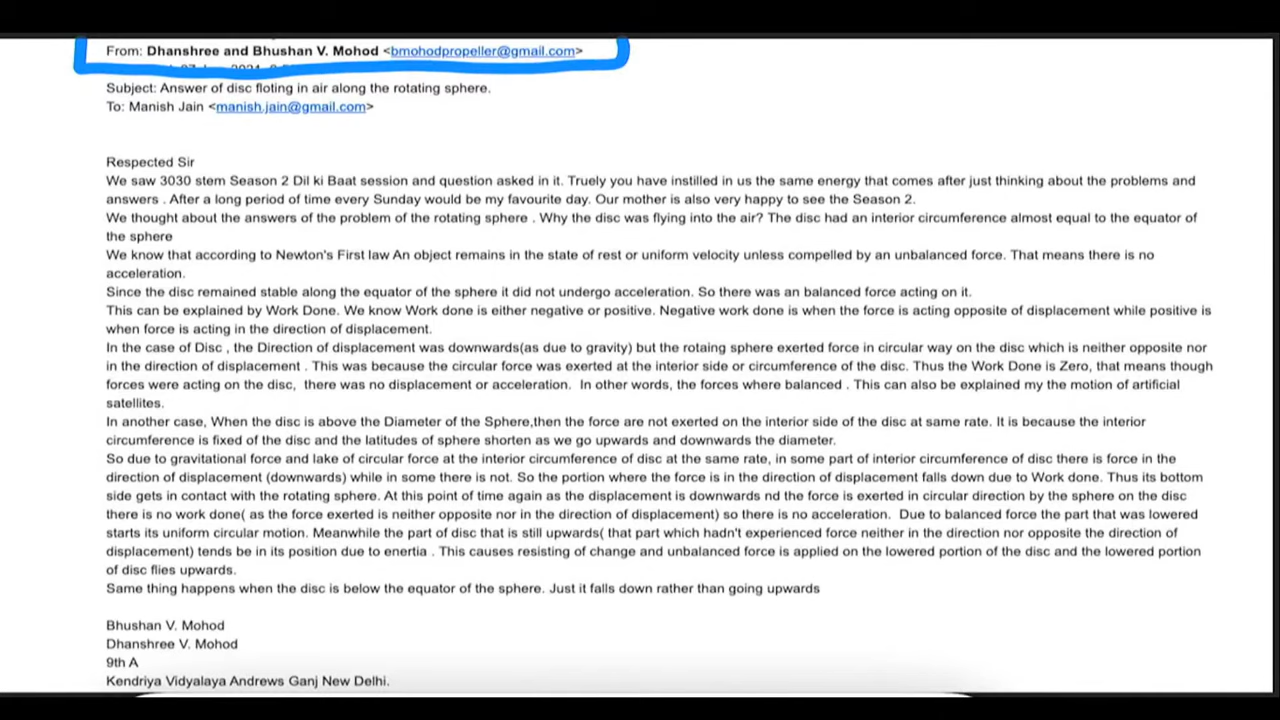 From: Dhanshree and Bhushan V. Mohod <bmohodpropeller@gmail.com>
Subject: Answer of disc floting in air along the rotating sphere.
To: Manish Jain <manish.jain@gmail.com>
Respected Sir
We saw 3030 stem Season 2 Dil ki Baat session and question asked in it. Truely you have instilled in us the same energy that comes after just thinking about the problems and
answers . After a long period of time every Sunday would be my favourite day. Our mother is also very happy to see the Season 2.
We thought about the answers of the problem of the rotating sphere . Why the disc was flying into the air? The disc had an interior circumference almost equal to the equator of
the sphere
We know that according to Newton's First law An object remains in the state of rest or uniform velocity unless compelled by an unbalanced force. That means there is no
acceleration.
Since the disc remained stable along the equator of the sphere it did not undergo acceleration. So there was an balanced force acting on it.
This can be explained by Work Done. We know Work done is either negative or positive. Negative work done is when the force is acting opposite of displacement while positive is
when force is acting in the direction of displacement.
In the case of Disc , the Direction of displacement was downwards(as due to gravity) but the rotaing sphere exerted force in circular way on the disc which is neither opposite nor
in the direction of displacement . This was because the circular force was exerted at the interior side or circumference of the disc. Thus the Work Done is Zero, that means though
forces were acting on the disc, there was no displacement or acceleration. In other words, the forces where balanced . This can also be explained my the motion of artificial
satellites.
In another case, When the disc is above the Diameter of the Sphere,then the force are not exerted on the interior side of the disc at same rate. It is because the interior
circumference is fixed of the disc and the latitudes of sphere shorten as we go upwards and downwards the diameter.
So due to gravitational force and lake of circular force at the interior circumference of disc at the same rate, in some part of interior circumference of disc there is force in the
direction of displacement (downwards) while in some there is not. So the portion where the force is in the direction of displacement falls down due to Work done. Thus its bottom
side gets in contact with the rotating sphere. At this point of time again as the displacement is downwards nd the force is exerted in circular direction by the sphere on the disc
there is no work done( as the force exerted is neither opposite nor in the direction of displacement) so there is no acceleration. Due to balanced force the part that was lowered
starts its uniform circular motion. Meanwhile the part of disc that is still upwards( that part which hadn't experienced force neither in the direction nor opposite the direction of
displacement) tends be in its position due to enertia . This causes resisting of change and unbalanced force is applied on the lowered portion of the disc and the lowered portion
of disc flies upwards.
Same thing happens when the disc is below the equator of the sphere. Just it falls down rather than going upwards
Bhushan V. Mohod
Dhanshree V. Mohod
9th A
Kendriya Vidyalaya Andrews Ganj New Delhi.